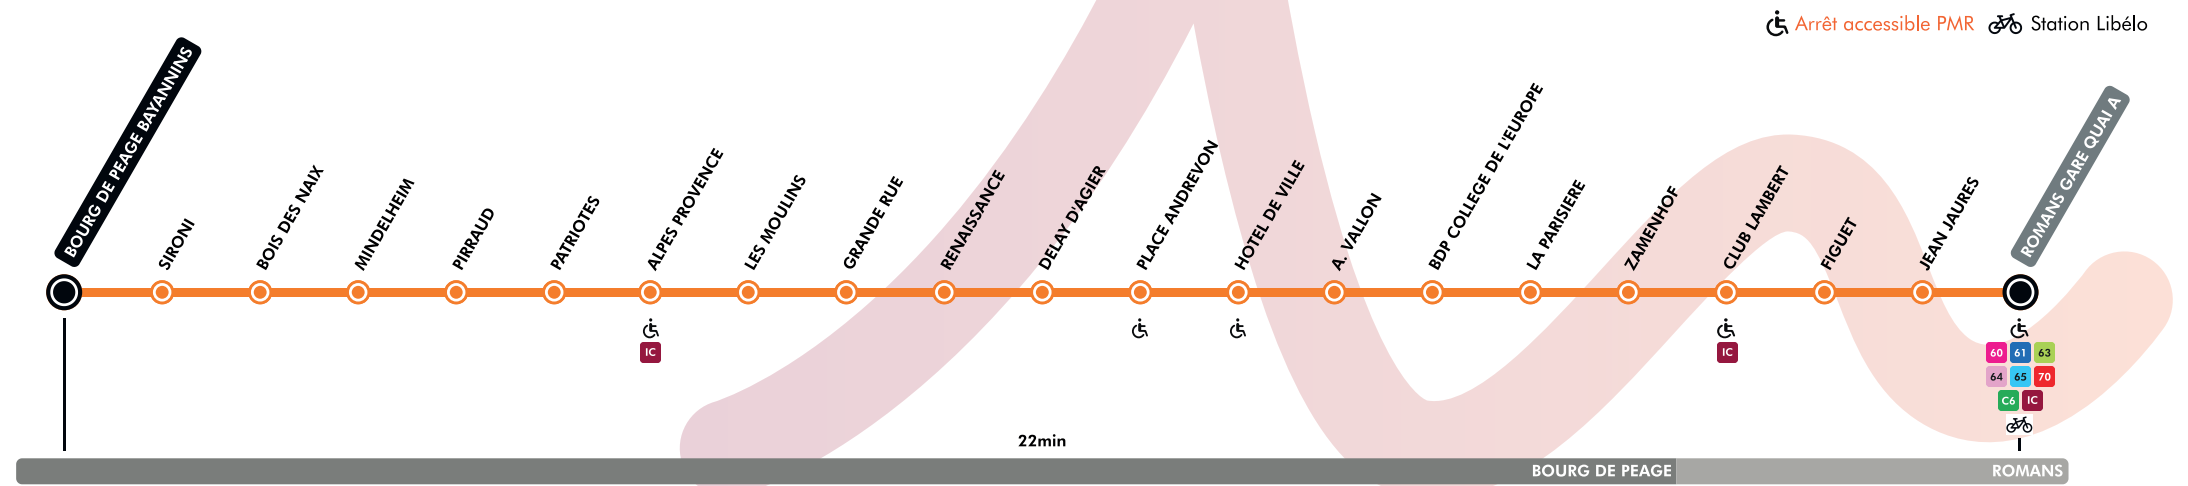 Arrêt accessible PMR
Station Libélo
BOURG DE PEAGE BAYANNINS
SIRONI
BOIS DES NAIX
MINDELHEIM
PIRRAUD
PATRIOTES
ALPES PROVENCE
LES MOULINS
GRANDE RUE
RENAISSANCE
DELAY D'AGIER
PLACE ANDREVON
HOTEL DE VILLE
A. VALLON
BDP COLLEGE DE L'EUROPE
LA PARISIERE
ZAMENHOF
CLUB LAMBERT
FIGUET
JEAN JAURES
ROMANS GARE QUAI A
IC
IC
60 61 63
64 65 70
C6 IC
22min
BOURG DE PEAGE
ROMANS